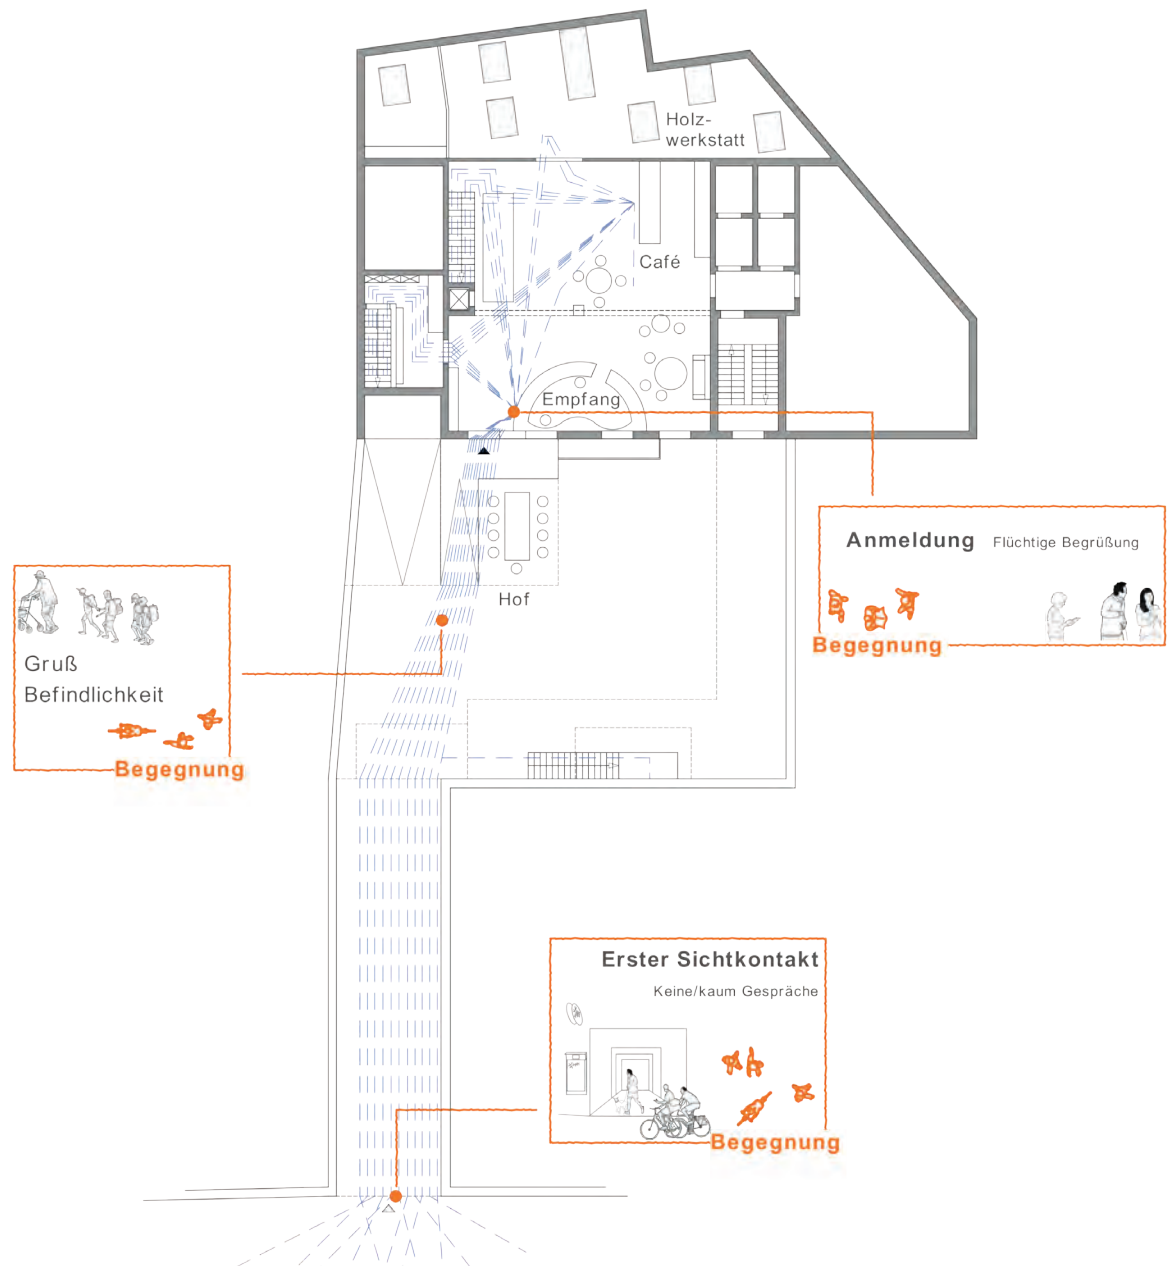 Holz-
werkstatt
Café
Empfang
Anmeldung Flüchtige Begrüßung
Begegnung
Hof
Gruß
Befindlichkeit
Begegnung
Erster Sichtkontakt
Keine/kaum Gespräche
Begegnung